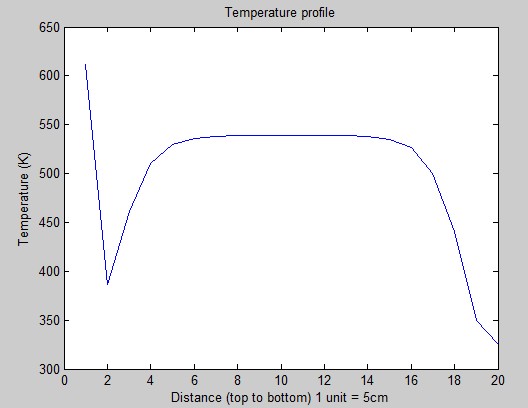 Temperature profile
650
600
550
500
450
400
350
300
Temperature (K)
0 2 4 6 8 10 12 14 16 18 20
Distance (top to bottom) 1 unit = 5cm